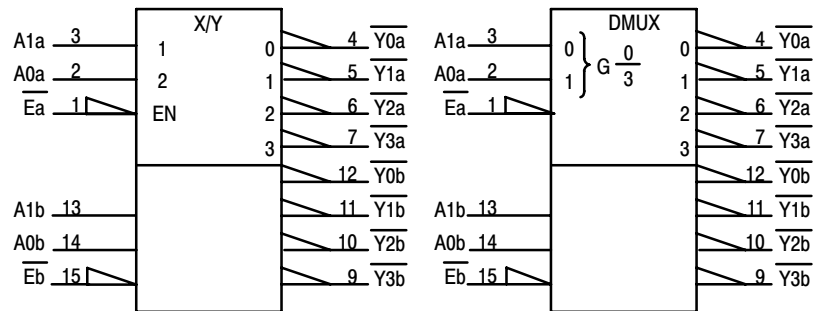 X/Y DMUX
A1a 3 1 0 4 Y0a A1a 3 0 } G 0/3 0 4 Y0a
A0a 2 2 1 5 Y1a A0a 2 1 1 5 Y1a
Ea 1 EN 2 6 Y2a Ea 1 2 6 Y2a
3 7 Y3a 3 7 Y3a
12 Y0b 12 Y0b
A1b 13 11 Y1b A1b 13 11 Y1b
A0b 14 10 Y2b A0b 14 10 Y2b
Eb 15 9 Y3b Eb 15 9 Y3b